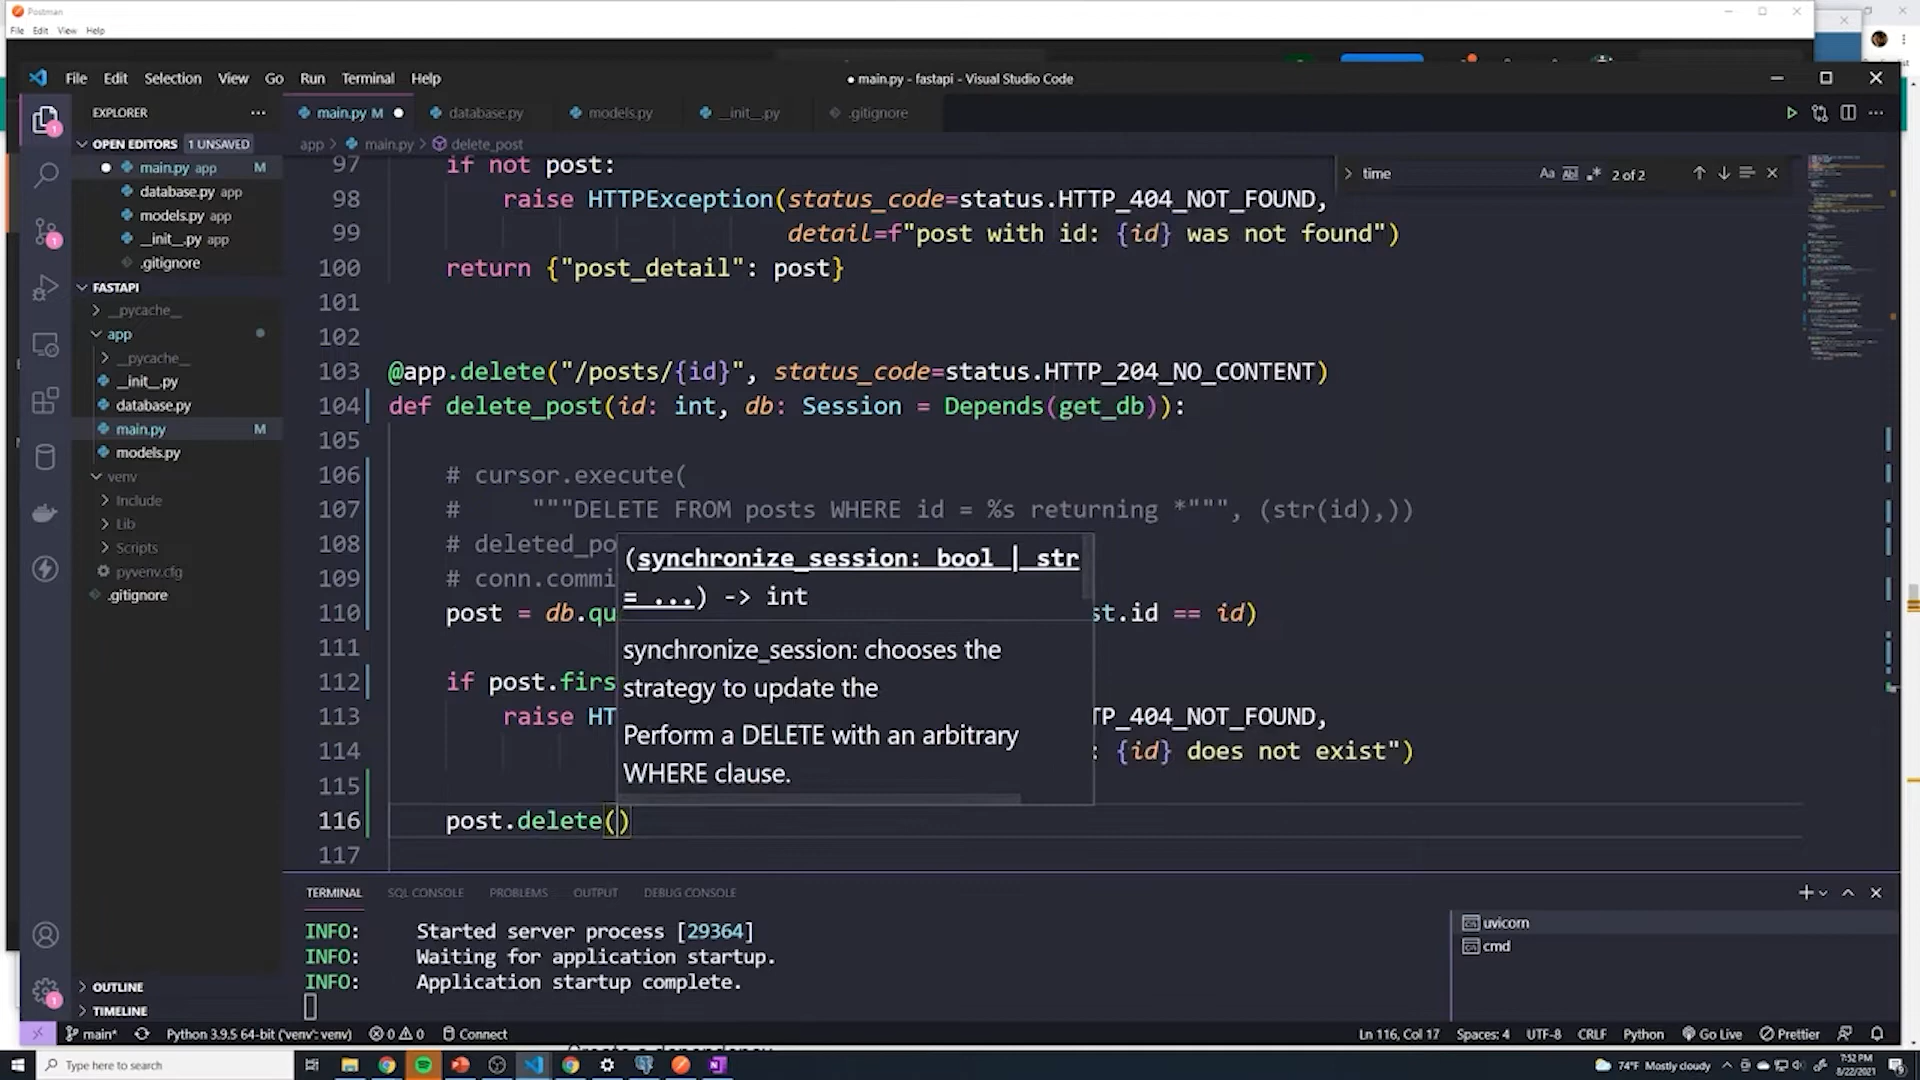 Postman
File Edit View Help
File Edit Selection View Go Run Terminal Help
● main.py - fastapi - Visual Studio Code
EXPLORER
main.py M
database.py
models.py
__init__.py
.gitignore
OPEN EDITORS 1 UNSAVED
main.py app M
database.py app
models.py app
__init__.py app
.gitignore
FASTAPI
__pycache__
app
__pycache__
__init__.py
database.py
main.py M
models.py
venv
Include
Lib
Scripts
pyvenv.cfg
.gitignore
OUTLINE
TIMELINE
app > main.py > delete_post
time
Aa Abl .* 2 of 2
97 if not post:
98 raise HTTPException(status_code=status.HTTP_404_NOT_FOUND,
99 detail=f"post with id: {id} was not found")
100 return {"post_detail": post}
101
102
103 @app.delete("/posts/{id}", status_code=status.HTTP_204_NO_CONTENT)
104 def delete_post(id: int, db: Session = Depends(get_db)):
105
106 # cursor.execute(
107 # """DELETE FROM posts WHERE id = %s returning *""", (str(id),))
108 # deleted_po
109 # conn.commi
110 post = db.qu st.id == id)
111
112 if post.firs
113 raise HT TP_404_NOT_FOUND,
114 : {id} does not exist")
115
116 post.delete()
117
(synchronize_session: bool | str
= ...) -> int
synchronize_session: chooses the
strategy to update the
Perform a DELETE with an arbitrary
WHERE clause.
TERMINAL SQL CONSOLE PROBLEMS OUTPUT DEBUG CONSOLE
INFO: Started server process [29364]
INFO: Waiting for application startup.
INFO: Application startup complete.
uvicorn
cmd
main* Python 3.9.5 64-bit ('venv': venv) 0 0 Connect
Ln 116, Col 17 Spaces: 4 UTF-8 CRLF Python Go Live Prettier
Type here to search
74°F Mostly cloudy
7:52 PM
8/22/2021